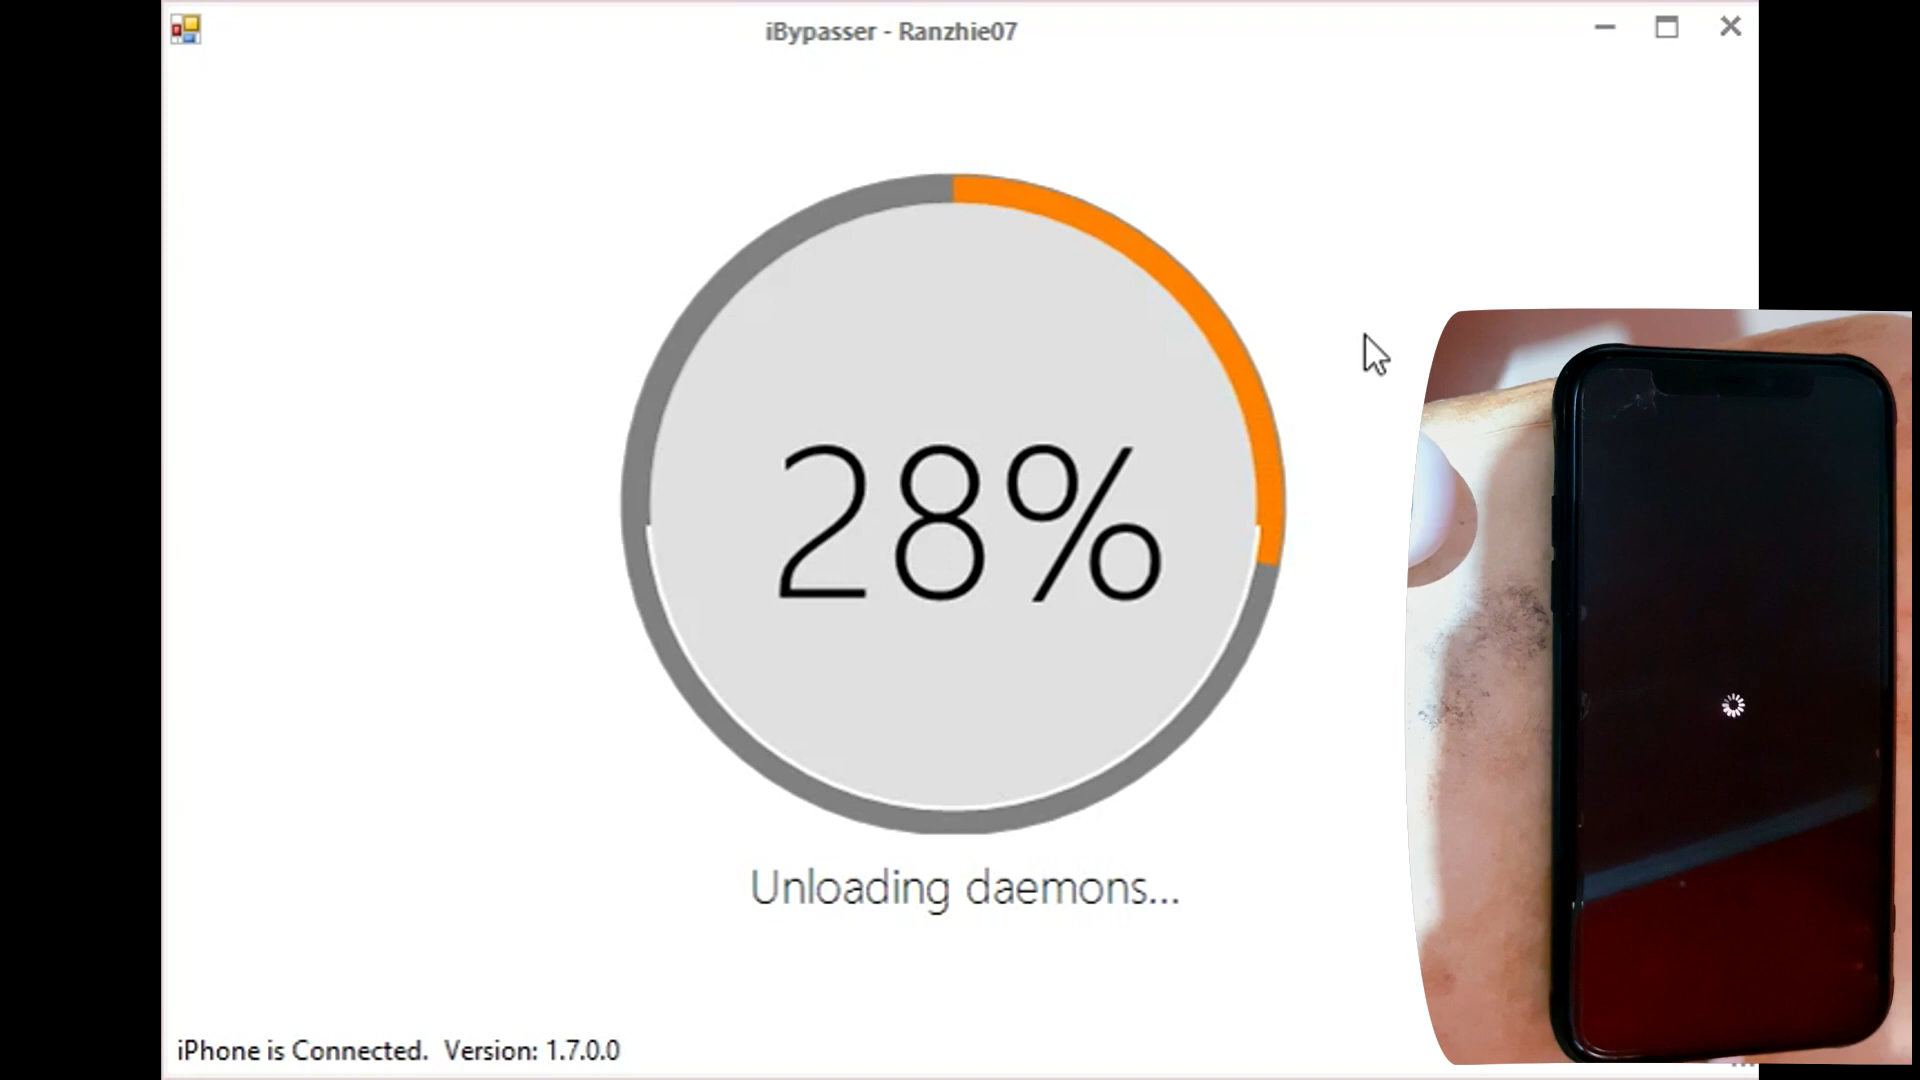 iBypasser - Ranzhie07
28%
Unloading daemons...
iPhone is Connected. Version: 1.7.0.0